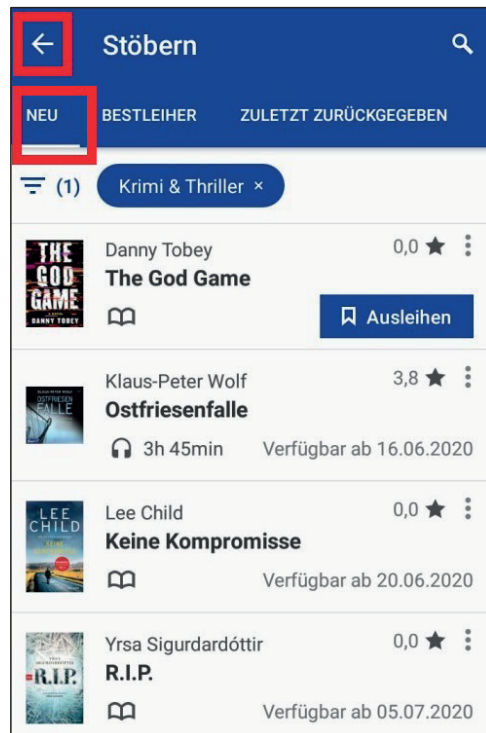 Stöbern
NEU BESTLEIHER ZULETZT ZURÜCKGEGEBEN
(1) Krimi & Thriller ×
THE
GOD
GAME
DANNY TOBEY
Danny Tobey 0,0
The God Game
Ausleihen
OSTFRIESEN
FALLE
Klaus-Peter Wolf 3,8
Ostfriesenfalle
3h 45min Verfügbar ab 16.06.2020
LEE
CHILD
Lee Child 0,0
Keine Kompromisse
Verfügbar ab 20.06.2020
R.I.P.
Yrsa Sigurdardóttir 0,0
R.I.P.
Verfügbar ab 05.07.2020